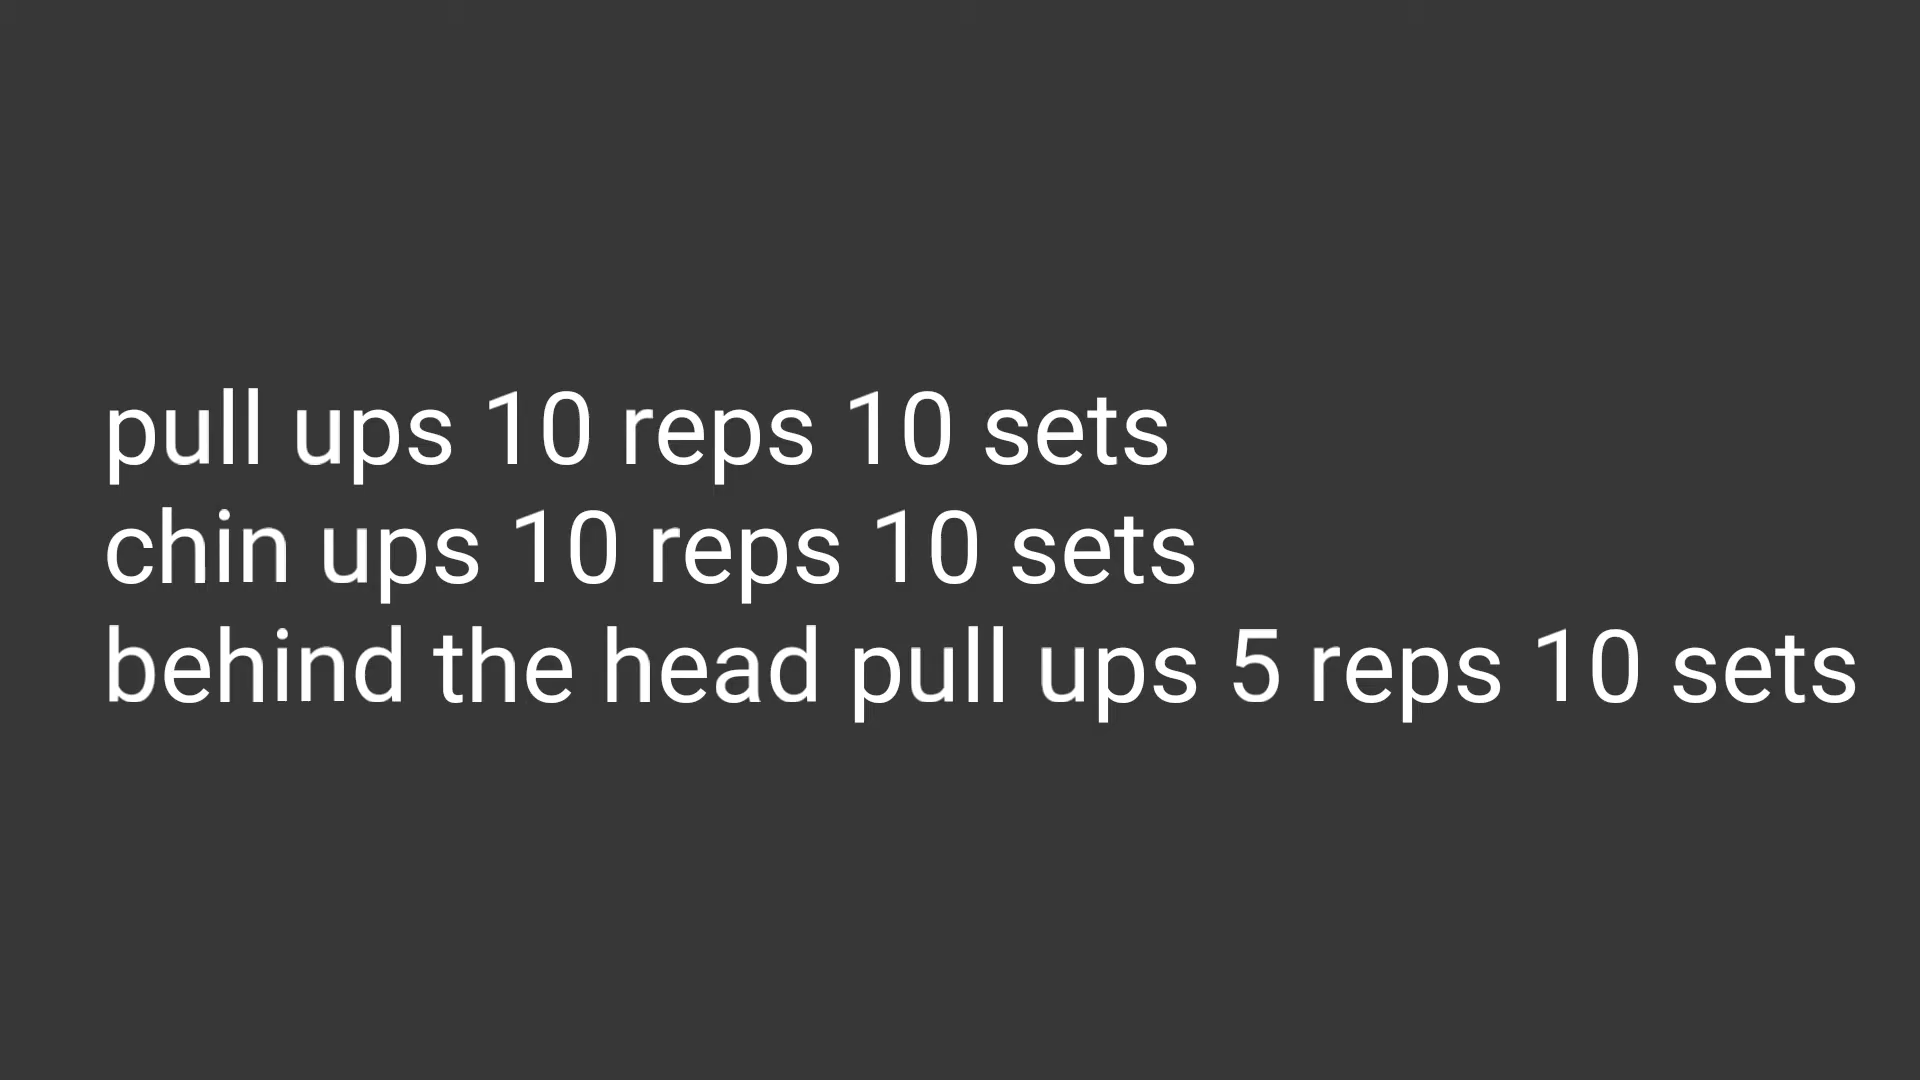 pull ups 10 reps 10 sets
chin ups 10 reps 10 sets
behind the head pull ups 5 reps 10 sets